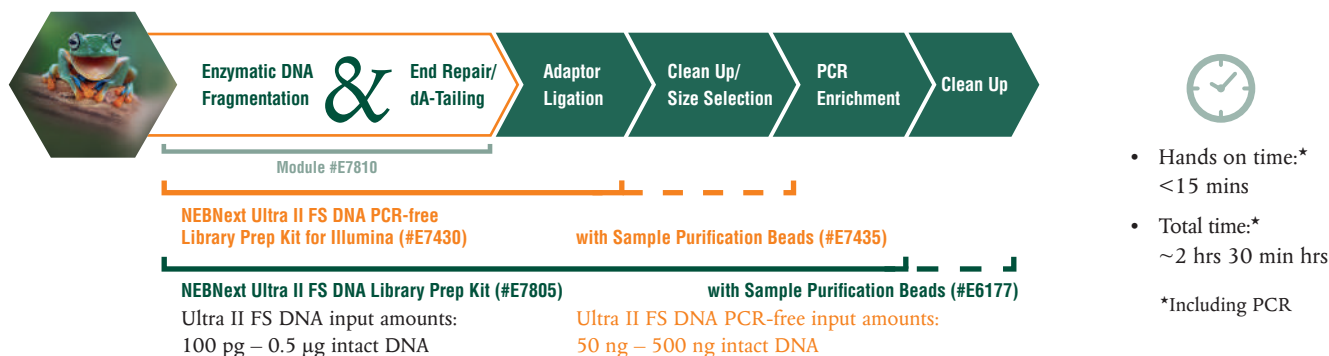 Enzymatic DNA
Fragmentation
&
End Repair/
dA-Tailing
Adaptor
Ligation
Clean Up/
Size Selection
PCR
Enrichment
Clean Up
Module #E7810
NEBNext Ultra II FS DNA PCR-free
Library Prep Kit for Illumina (#E7430)
with Sample Purification Beads (#E7435)
NEBNext Ultra II FS DNA Library Prep Kit (#E7805)
with Sample Purification Beads (#E6177)
Ultra II FS DNA input amounts:
100 pg – 0.5 µg intact DNA
Ultra II FS DNA PCR-free input amounts:
50 ng – 500 ng intact DNA
• Hands on time:★
<15 mins
• Total time:★
~2 hrs 30 min hrs
★Including PCR